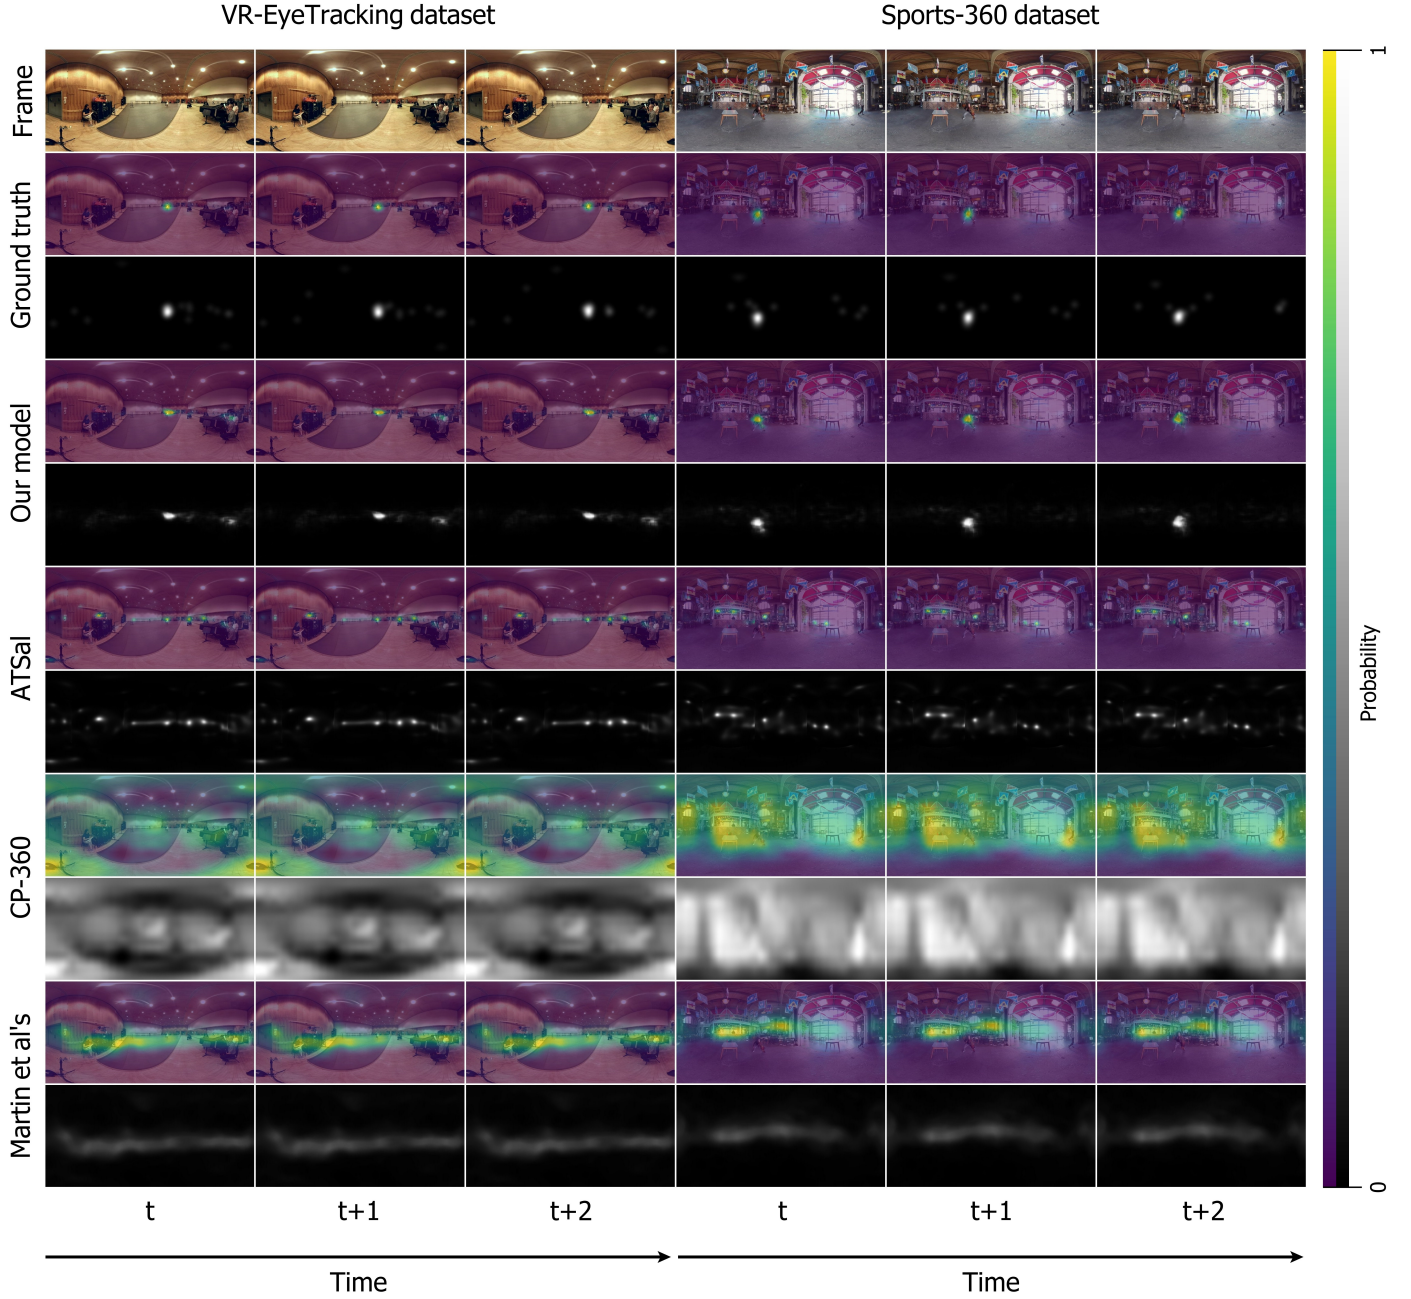 VR-EyeTracking dataset
Sports-360 dataset
Frame
Ground truth
Our model
ATSal
CP-360
Martin et al's
1
Probability
0
t
t+1
t+2
t
t+1
t+2
Time
Time